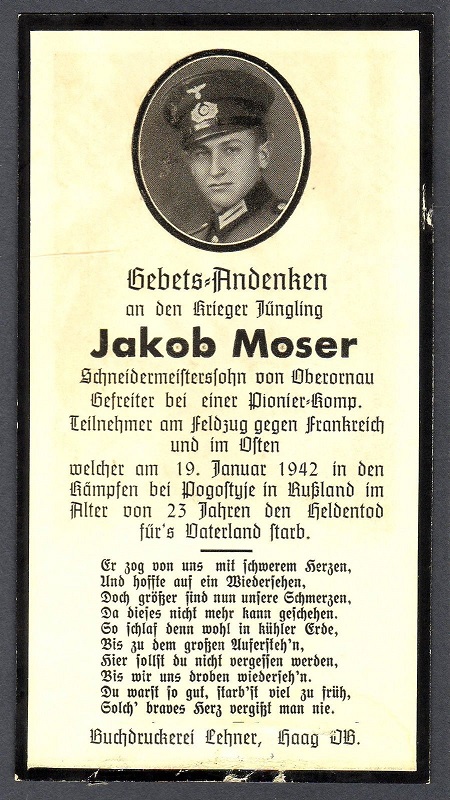 Gebets-Andenken
an den Krieger Jüngling
Jakob Moser
Schneidermeisterssohn von Oberornau
Gefreiter bei einer Pionier-Komp.
Teilnehmer am Feldzug gegen Frankreich
und im Osten
welcher am 19. Januar 1942 in den
Kämpfen bei Pogostyje in Rußland im
Alter von 23 Jahren den Heldentod
für's Vaterland starb.
Er zog von uns mit schwerem Herzen,
Und hoffte auf ein Wiedersehen,
Doch größer sind nun unsere Schmerzen,
Da dieses nicht mehr kann geschehen.
So schlaf denn wohl in kühler Erde,
Bis zu dem großen Aufersteh'n,
Hier sollst du nicht vergessen werden,
Bis wir uns droben wiederseh'n.
Du warst so gut, starb'st viel zu früh,
Solch' braves Herz vergißt man nie.
Buchdruckerei Lehner, Haag OB.